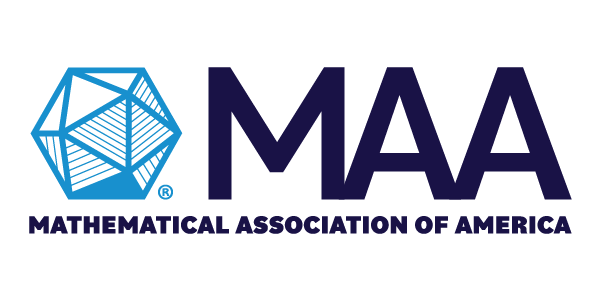 MAA
®
MATHEMATICAL ASSOCIATION OF AMERICA